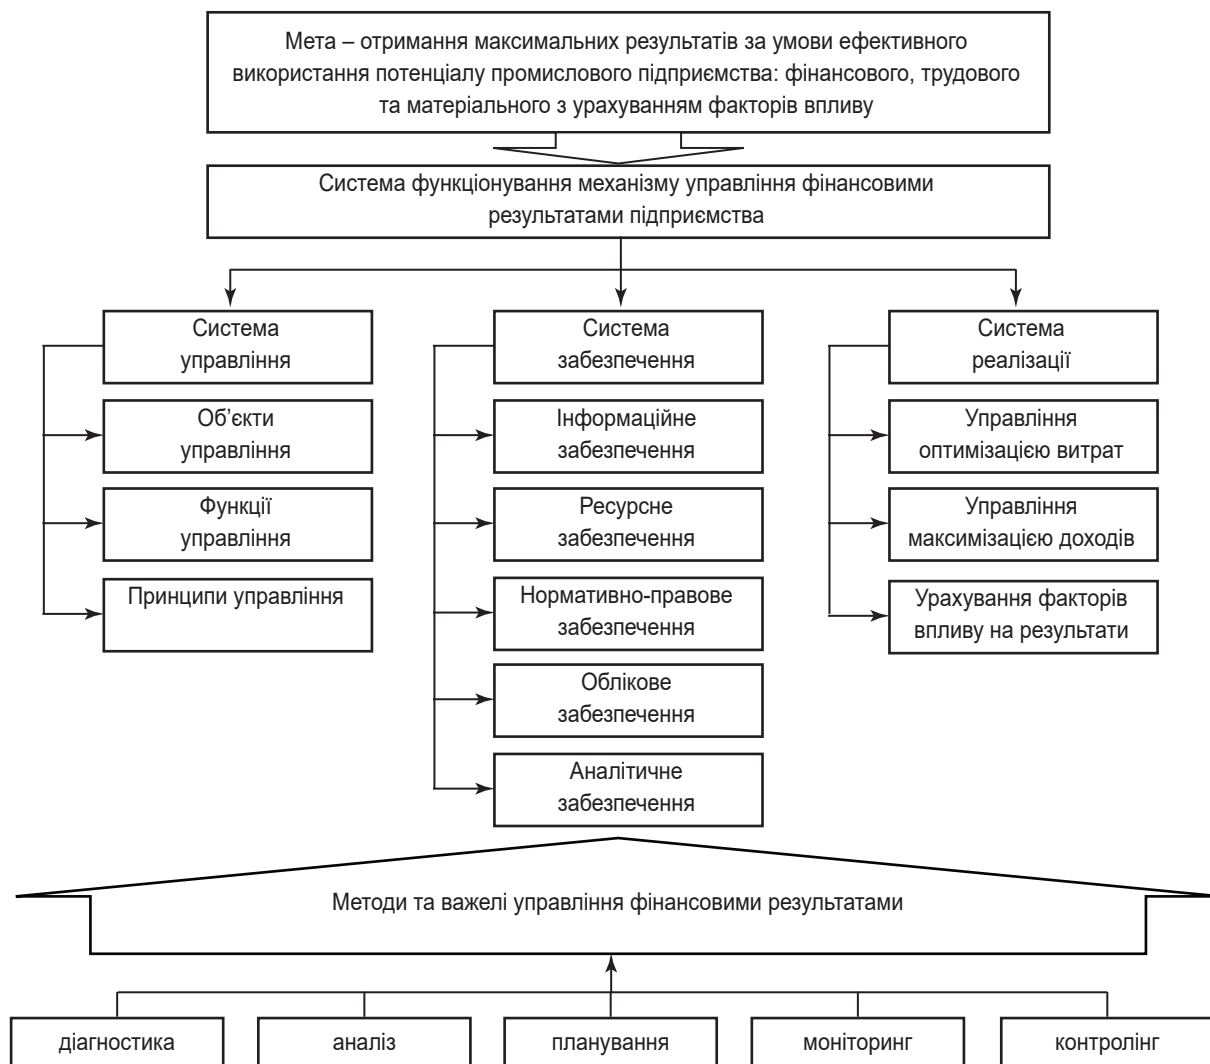 Мета – отримання максимальних результатів за умови ефективного
використання потенціалу промислового підприємства: фінансового, трудового
та матеріального з урахуванням факторів впливу
Система функціонування механізму управління фінансовими
результатами підприємства
Система
управління
Об’єкти
управління
Функції
управління
Принципи управління
Система
забезпечення
Інформаційне
забезпечення
Ресурсне
забезпечення
Нормативно-правове
забезпечення
Облікове
забезпечення
Аналітичне
забезпечення
Система
реалізації
Управління
оптимізацією витрат
Управління
максимізацією доходів
Урахування факторів
впливу на результати
Методи та важелі управління фінансовими результатами
діагностика
аналіз
планування
моніторинг
контролінг